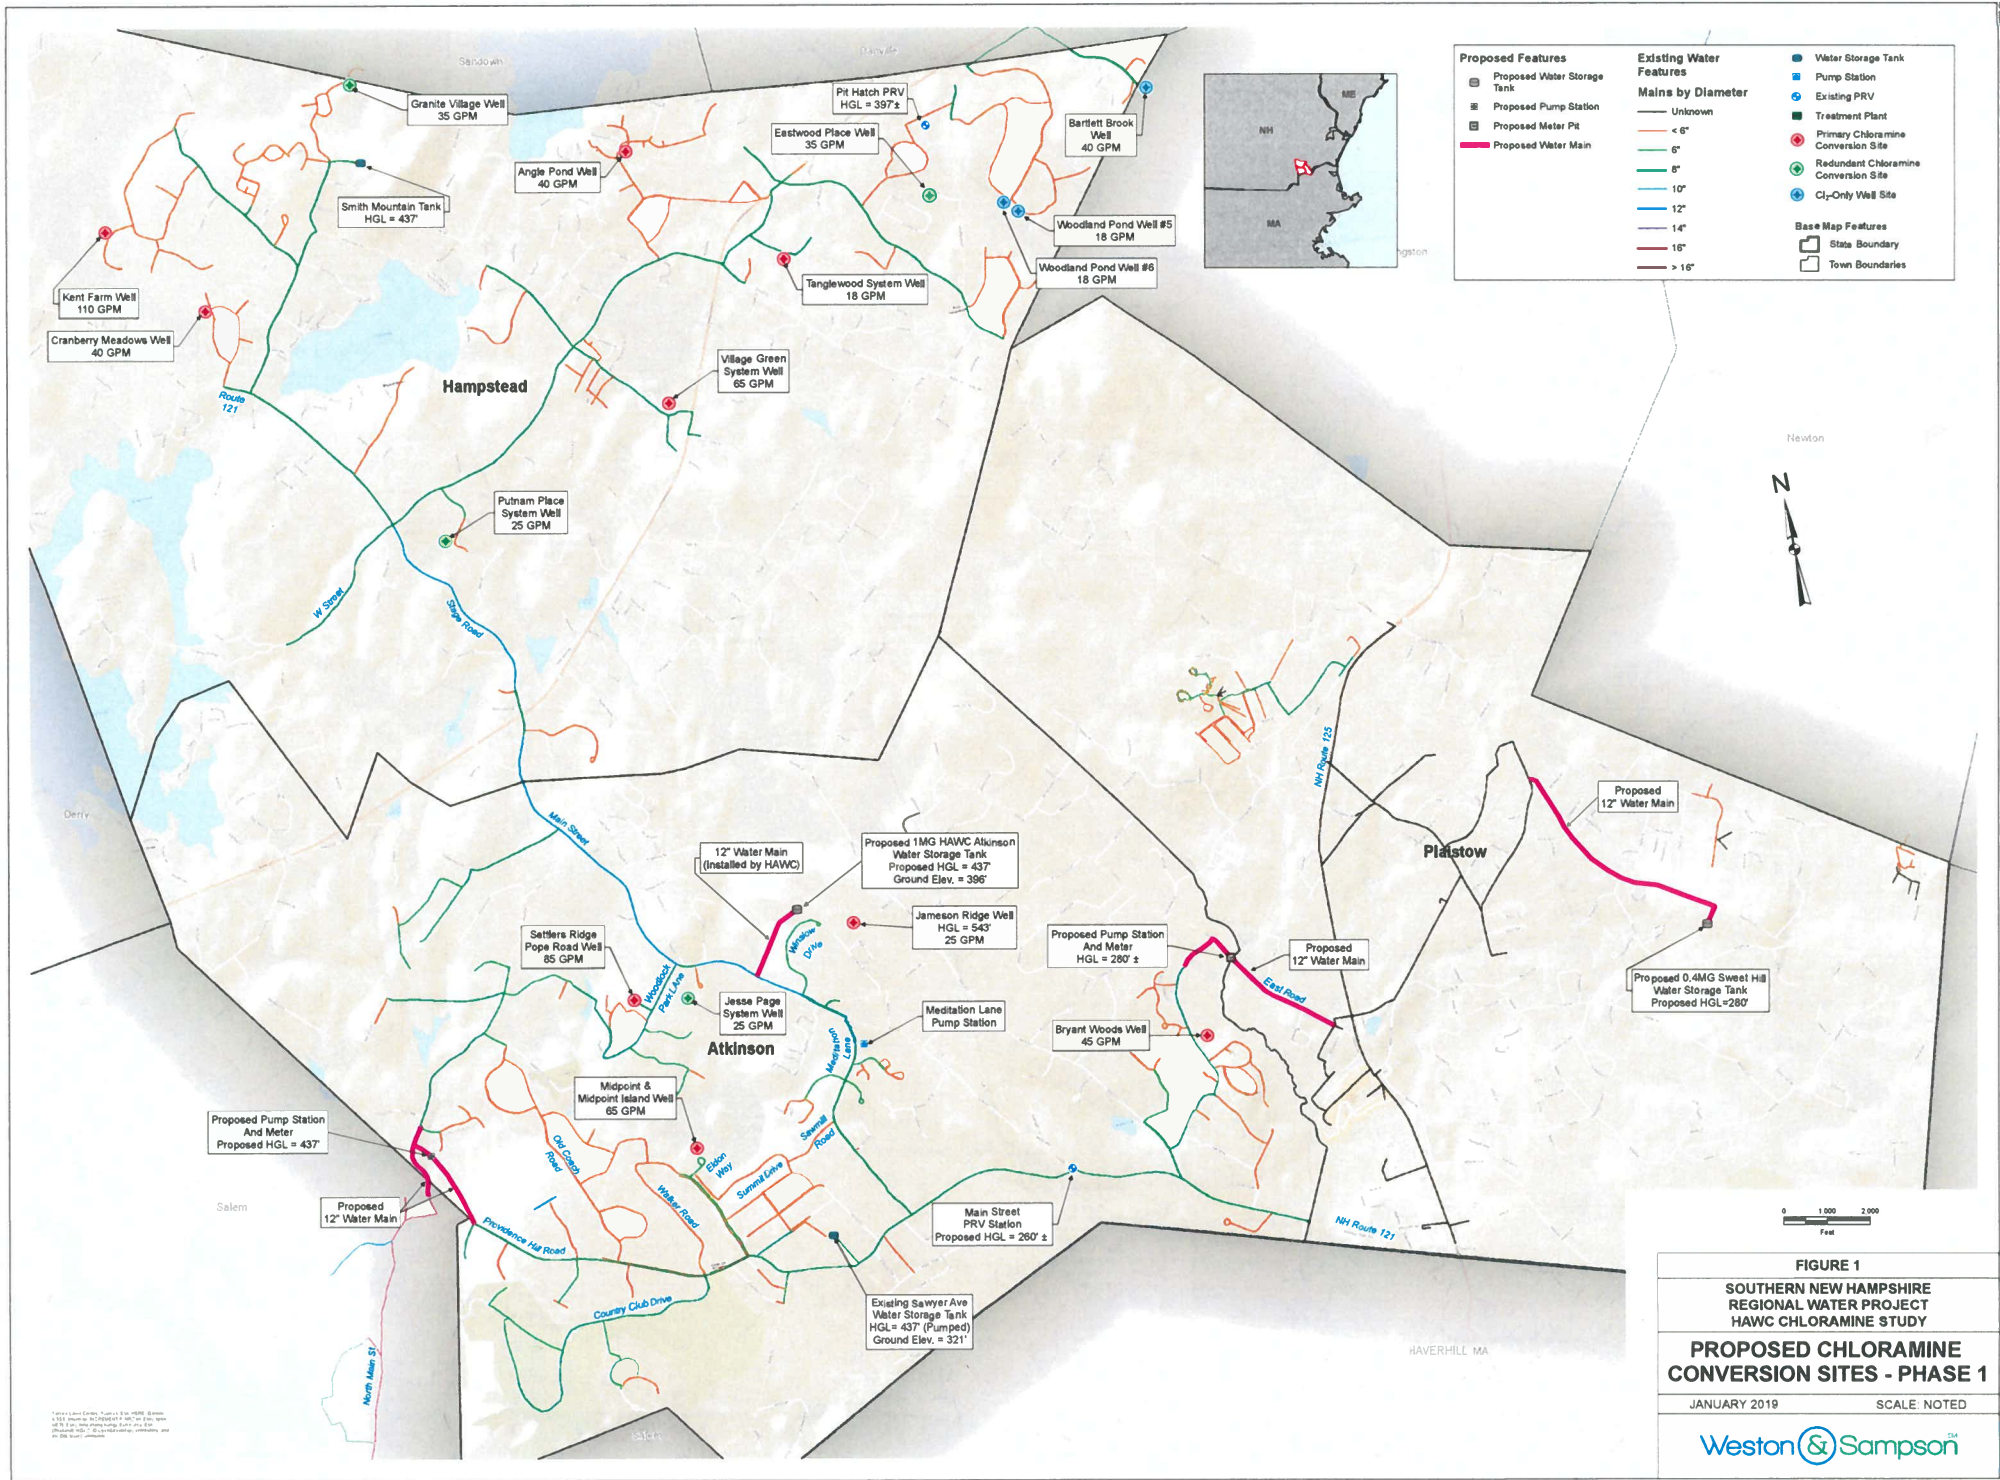 Sandown
Danville
Granite Village Well
35 GPM
Pit Hatch PRV
HGL = 397'±
Eastwood Place Well
35 GPM
Bartlett Brook
Well
40 GPM
Angle Pond Well
40 GPM
Smith Mountain Tank
HGL = 437'
Woodland Pond Well #5
18 GPM
Woodland Pond Well #6
18 GPM
Tanglewood System Well
18 GPM
Kent Farm Well
110 GPM
Cranberry Meadows Well
40 GPM
Route
121
Hampstead
Village Green
System Well
65 GPM
Putnam Place
System Well
25 GPM
W Street
Stage Road
NH
ME
MA
Proposed Features
Proposed Water Storage
Tank
Proposed Pump Station
Proposed Meter Pit
Proposed Water Main
Existing Water
Features
Mains by Diameter
Unknown
< 6"
6"
8"
10"
12"
14"
16"
> 16"
Water Storage Tank
Pump Station
Existing PRV
Treatment Plant
Primary Chloramine
Conversion Site
Redundant Chloramine
Conversion Site
Cl₂-Only Well Site
Base Map Features
State Boundary
Town Boundaries
Newton
N
Derry
Main Street
12" Water Main
(Installed by HAWC)
Proposed 1MG HAWC Atkinson
Water Storage Tank
Proposed HGL = 437'
Ground Elev. = 396'
Jameson Ridge Well
HGL = 543'
25 GPM
Winslow
Drive
Settlers Ridge
Pope Road Well
85 GPM
Woodlock
Park LAne
Jesse Page
System Well
25 GPM
Atkinson
Meditation
Lane
Meditation Lane
Pump Station
Midpoint &
Midpoint Island Well
65 GPM
Sawmill
Road
Eldon
Way
Summit Drive
Old Coach
Road
Walker Road
Proposed Pump Station
And Meter
Proposed HGL = 437'
Proposed
12" Water Main
Salem
Providence Hill Road
Country Club Drive
North Main St
Main Street
PRV Station
Proposed HGL = 260' ±
Existing Sawyer Ave
Water Storage Tank
HGL= 437' (Pumped)
Ground Elev. = 321'
NH Route 125
Plaistow
Proposed
12" Water Main
Proposed 0.4MG Sweet Hill
Water Storage Tank
Proposed HGL=280'
Proposed Pump Station
And Meter
HGL = 280' ±
Proposed
12" Water Main
East Road
Bryant Woods Well
45 GPM
NH Route 121
HAVERHILL MA
Salem
0 1 000 2 000
Feet
FIGURE 1
SOUTHERN NEW HAMPSHIRE
REGIONAL WATER PROJECT
HAWC CHLORAMINE STUDY
PROPOSED CHLORAMINE
CONVERSION SITES - PHASE 1
JANUARY 2019 SCALE: NOTED
Weston & Sampson